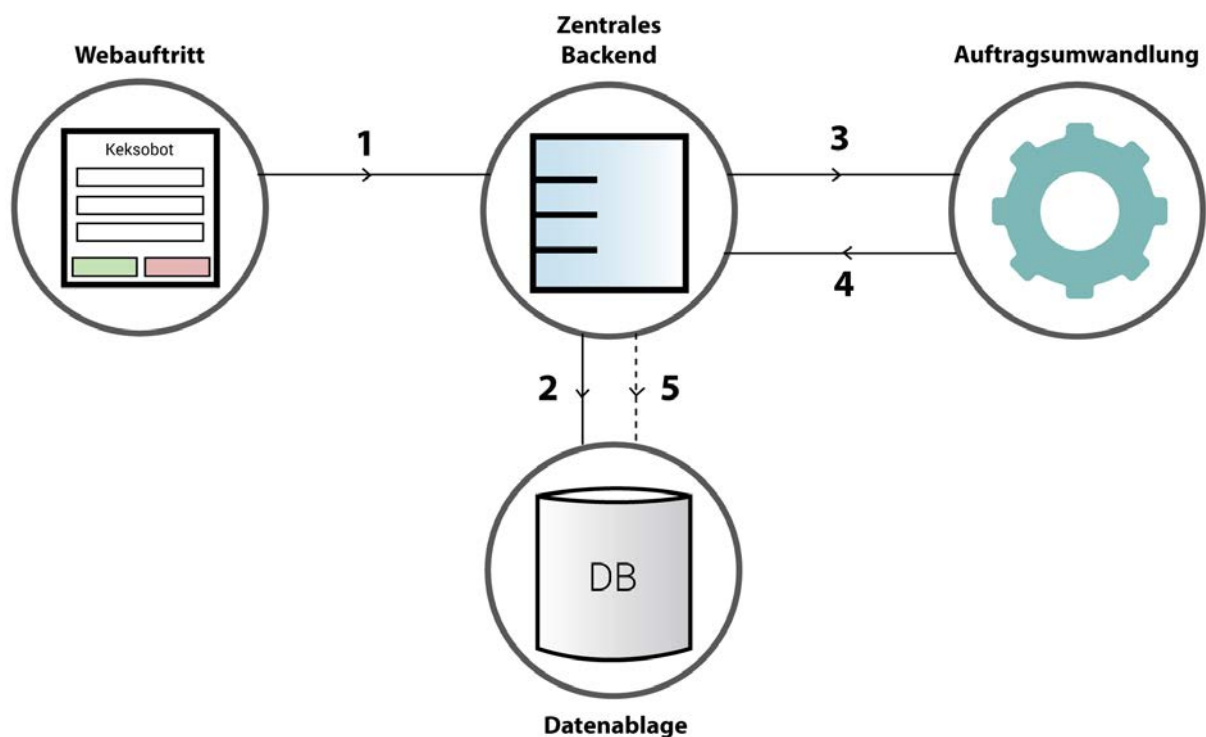 Webauftritt
Zentrales
Backend
Auftragsumwandlung
Keksobot
1
3
4
2
5
DB
Datenablage